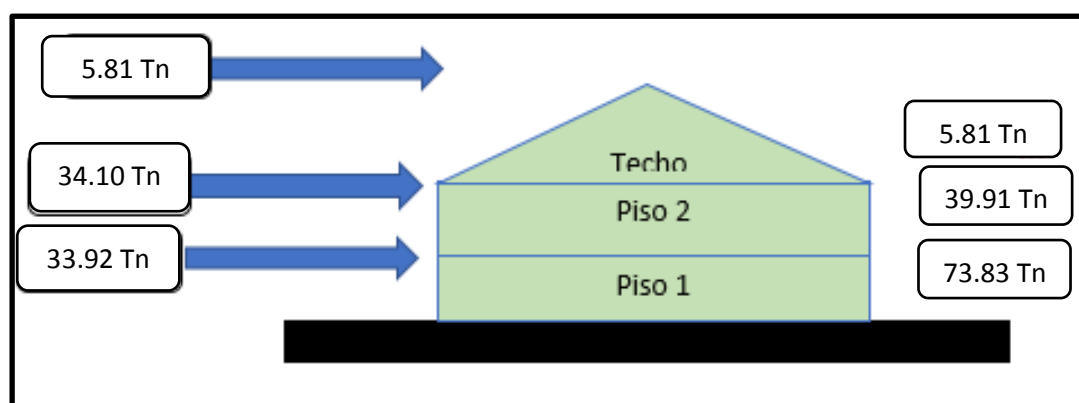 5.81 Tn
34.10 Tn
33.92 Tn
Techo
Piso 2
Piso 1
5.81 Tn
39.91 Tn
73.83 Tn